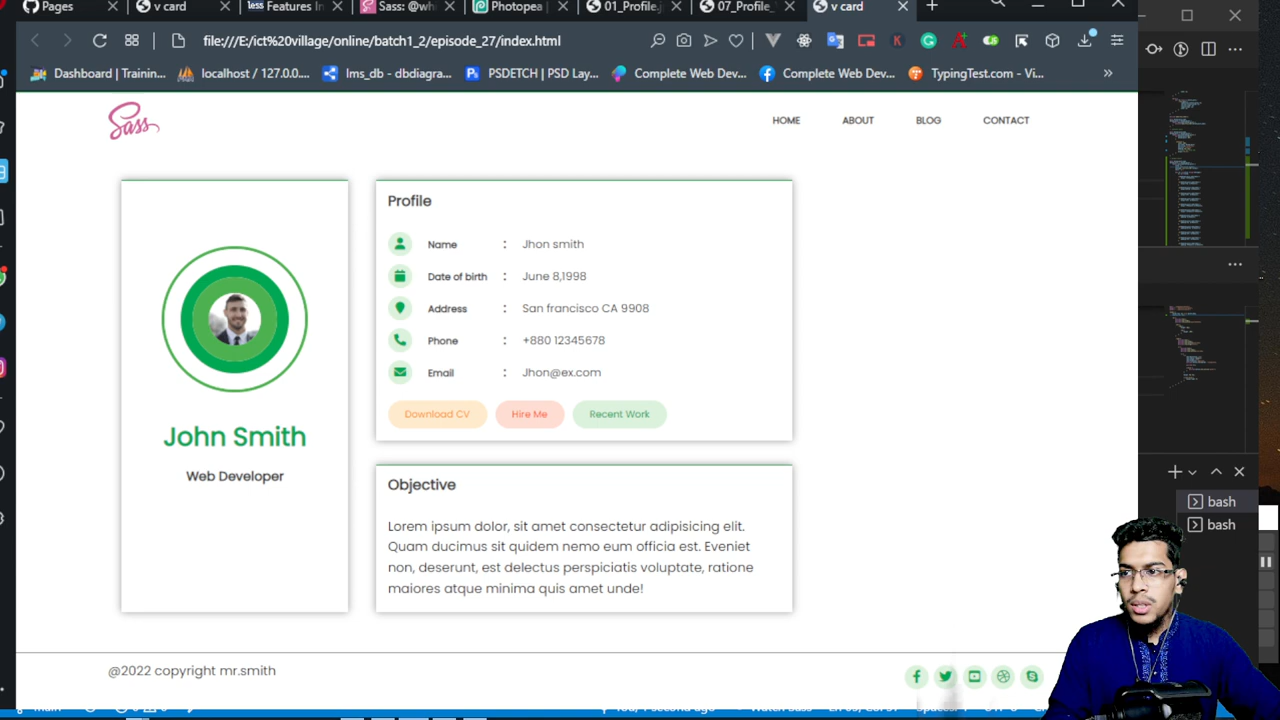 Pages
v card
Features In
Sass: @wh
Photopea
01_Profile.j
07_Profile_
v card
file:///E:/ict%20village/online/batch1_2/episode_27/index.html
Dashboard | Trainin...
localhost / 127.0.0....
lms_db - dbdiagra...
PSDETCH | PSD Lay...
Complete Web Dev...
Complete Web Dev...
TypingTest.com - Vi...
Sass
HOME
ABOUT
BLOG
CONTACT
John Smith
Web Developer
Profile
Name : Jhon smith
Date of birth : June 8,1998
Address : San francisco CA 9908
Phone : +880 12345678
Email : Jhon@ex.com
Download CV
Hire Me
Recent Work
Objective
Lorem ipsum dolor, sit amet consectetur adipisicing elit.
Quam ducimus sit quidem nemo eum officia est. Eveniet
non, deserunt, est delectus perspiciatis voluptate, ratione
maiores atque minima quis amet unde!
@2022 copyright mr.smith
bash
bash